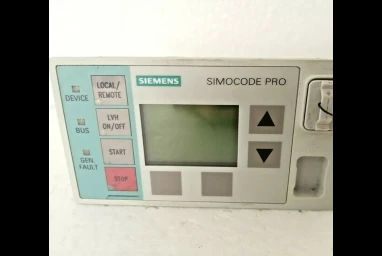 SIEMENS
SIMOCODE PRO
DEVICE
LOCAL/
REMOTE
BUS
LVH
ON/OFF
GEN.
FAULT
START
STOP